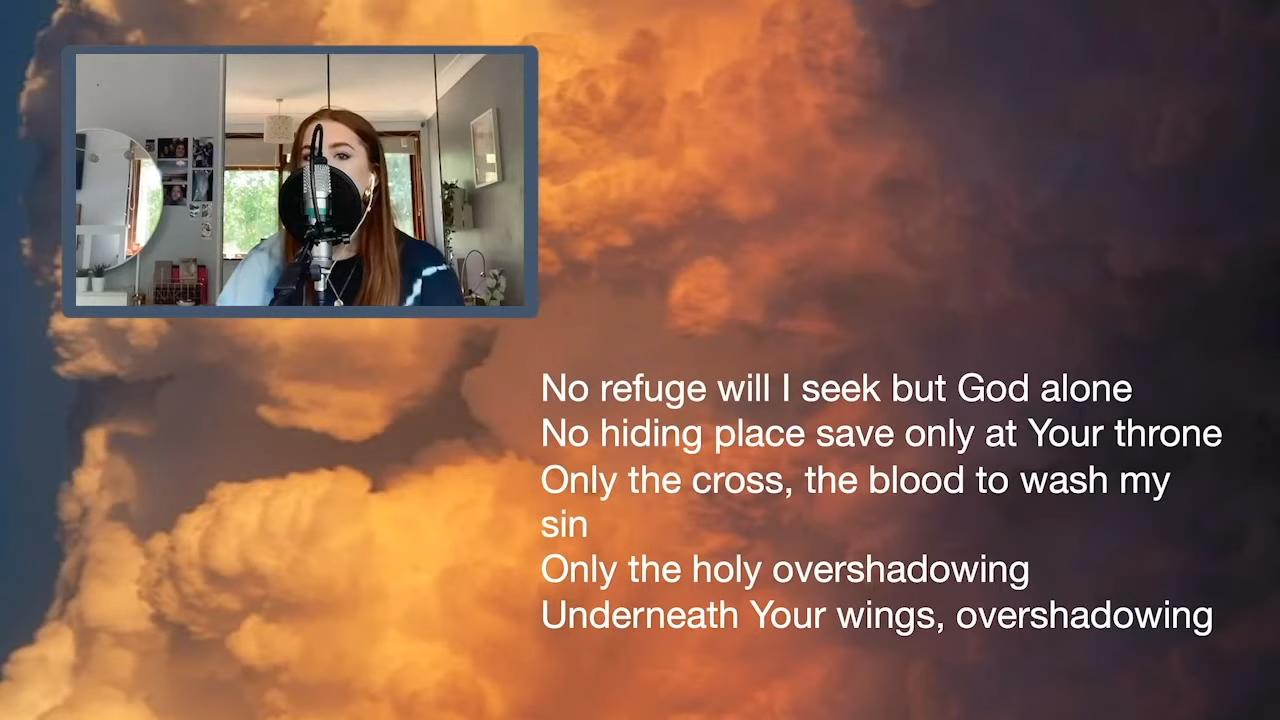 No refuge will I seek but God alone
No hiding place save only at Your throne
Only the cross, the blood to wash my
sin
Only the holy overshadowing
Underneath Your wings, overshadowing